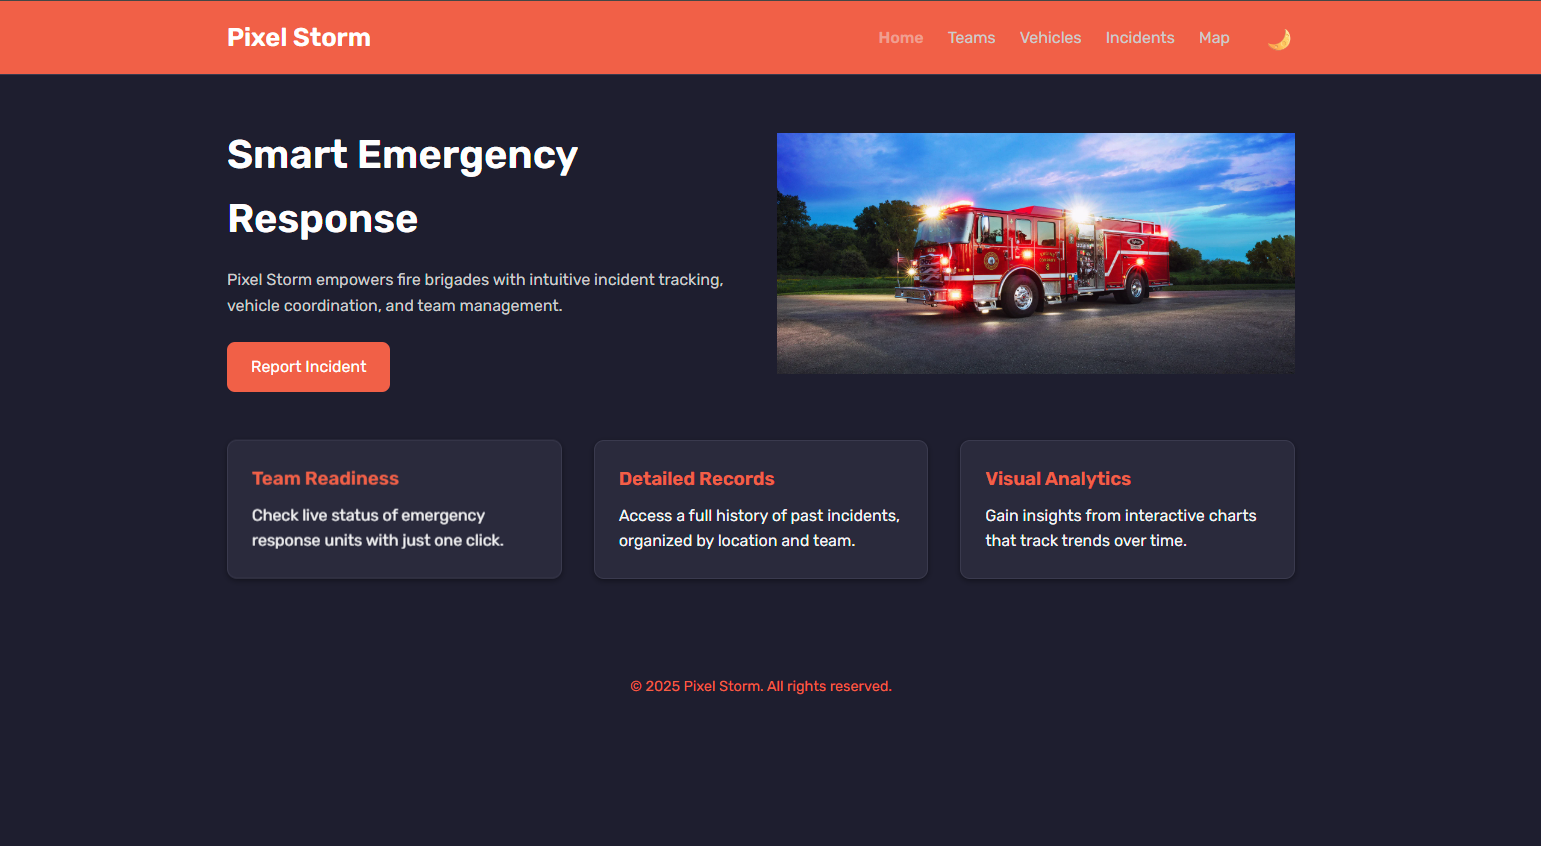 Pixel Storm
Home Teams Vehicles Incidents Map
Smart Emergency
Response
Pixel Storm empowers fire brigades with intuitive incident tracking,
vehicle coordination, and team management.
Report Incident
Team Readiness
Check live status of emergency
response units with just one click.
Detailed Records
Access a full history of past incidents,
organized by location and team.
Visual Analytics
Gain insights from interactive charts
that track trends over time.
© 2025 Pixel Storm. All rights reserved.